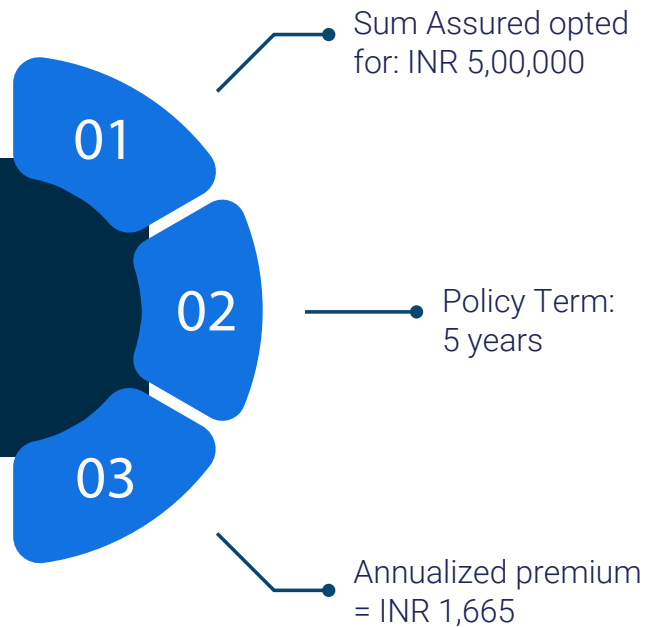 Sum Assured opted
for: INR 5,00,000
01
02
Policy Term:
5 years
03
Annualized premium
= INR 1,665